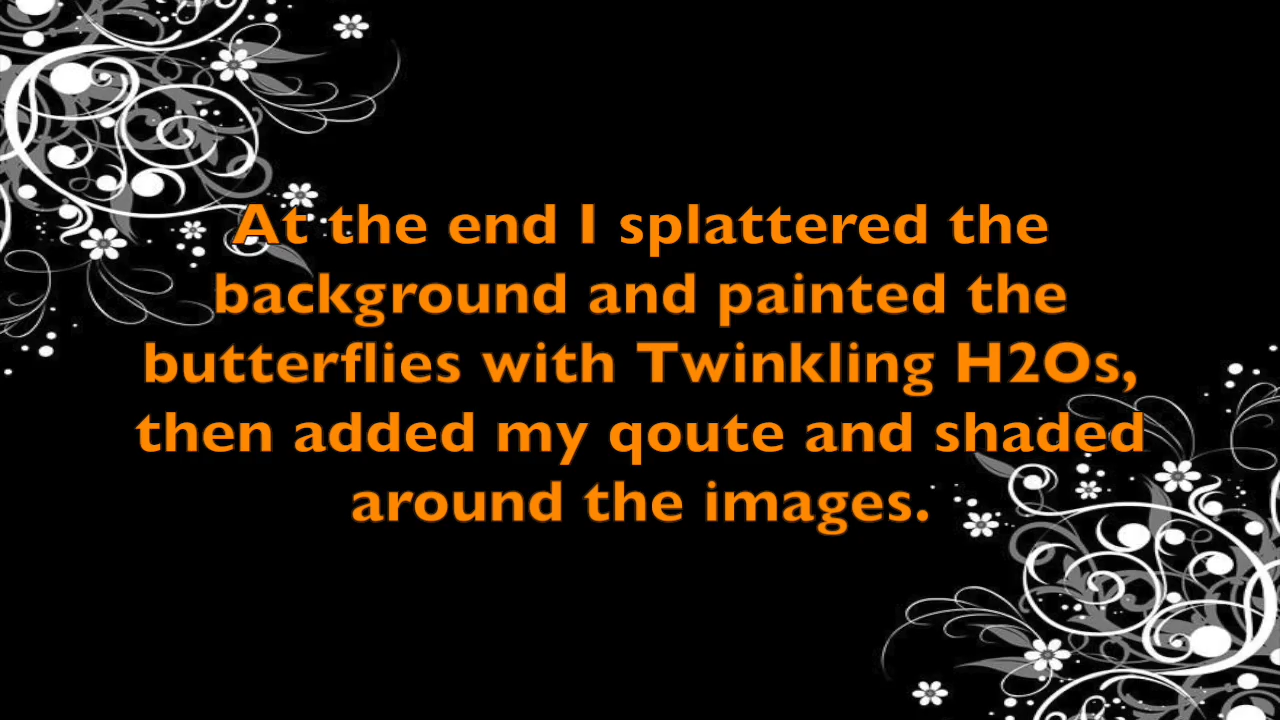 At the end I splattered the
background and painted the
butterflies with Twinkling H2Os,
then added my qoute and shaded
around the images.